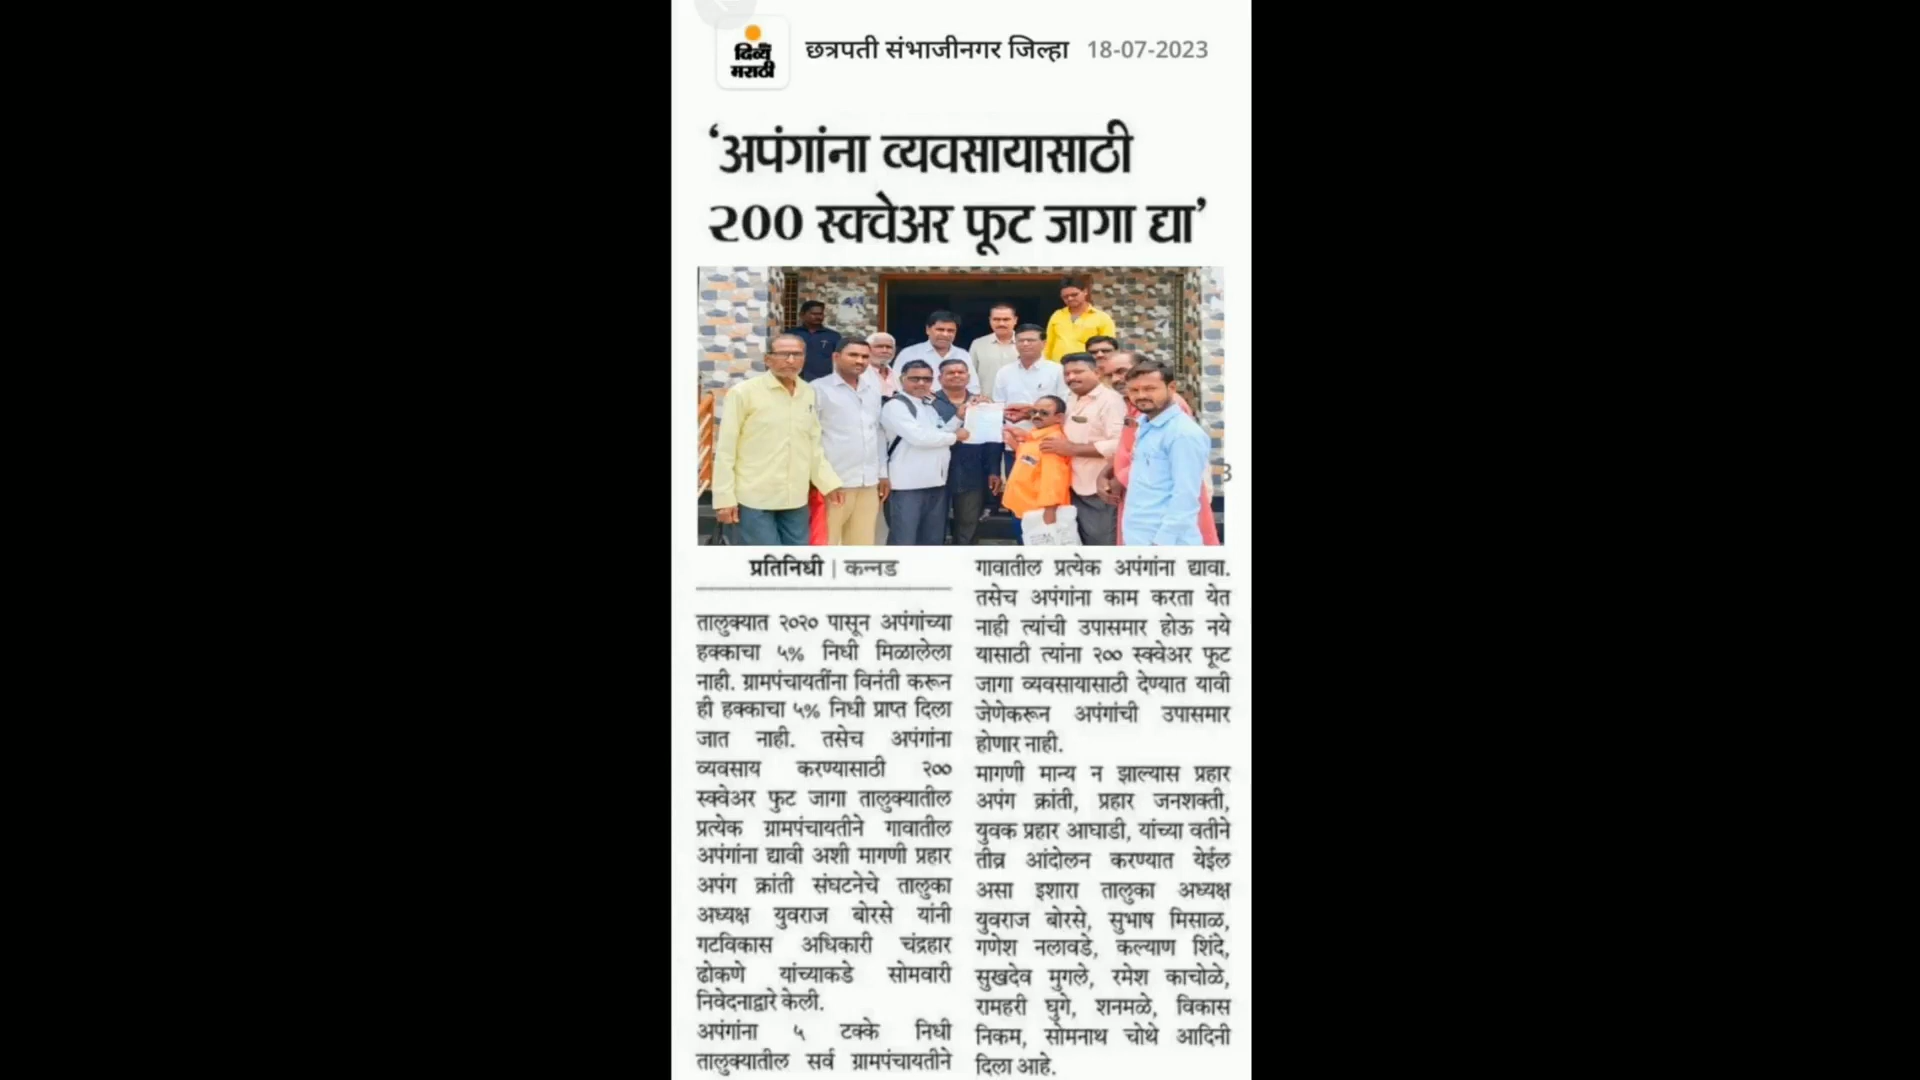 दिव्य
मराठी
छत्रपती संभाजीनगर जिल्हा 18-07-2023
‘अपंगांना व्यवसायासाठी
२00 स्क्वेअर फूट जागा द्या’
प्रतिनिधी | कन्नड
तालुक्यात २०२० पासून अपंगांच्या
हक्काचा ५% निधी मिळालेला
नाही. ग्रामपंचायतींना विनंती करून
ही हक्काचा ५% निधी प्राप्त दिला
जात नाही. तसेच अपंगांना
व्यवसाय करण्यासाठी २००
स्क्वेअर फुट जागा तालुक्यातील
प्रत्येक ग्रामपंचायतीने गावातील
अपंगांना द्यावी अशी मागणी प्रहार
अपंग क्रांती संघटनेचे तालुका
अध्यक्ष युवराज बोरसे यांनी
गटविकास अधिकारी चंद्रहार
ढोकणे यांच्याकडे सोमवारी
निवेदनाद्वारे केली.
अपंगांना ५ टक्के निधी
तालुक्यातील सर्व ग्रामपंचायतीने
गावातील प्रत्येक अपंगांना द्यावा.
तसेच अपंगांना काम करता येत
नाही त्यांची उपासमार होऊ नये
यासाठी त्यांना २०० स्क्वेअर फूट
जागा व्यवसायासाठी देण्यात यावी
जेणेकरून अपंगांची उपासमार
होणार नाही.
मागणी मान्य न झाल्यास प्रहार
अपंग क्रांती, प्रहार जनशक्ती,
युवक प्रहार आघाडी, यांच्या वतीने
तीव्र आंदोलन करण्यात येईल
असा इशारा तालुका अध्यक्ष
युवराज बोरसे, सुभाष मिसाळ,
गणेश नलावडे, कल्याण शिंदे,
सुखदेव मुगले, रमेश काचोळे,
रामहरी घुगे, शनमळे, विकास
निकम, सोमनाथ चोथे आदिनी
दिला आहे.